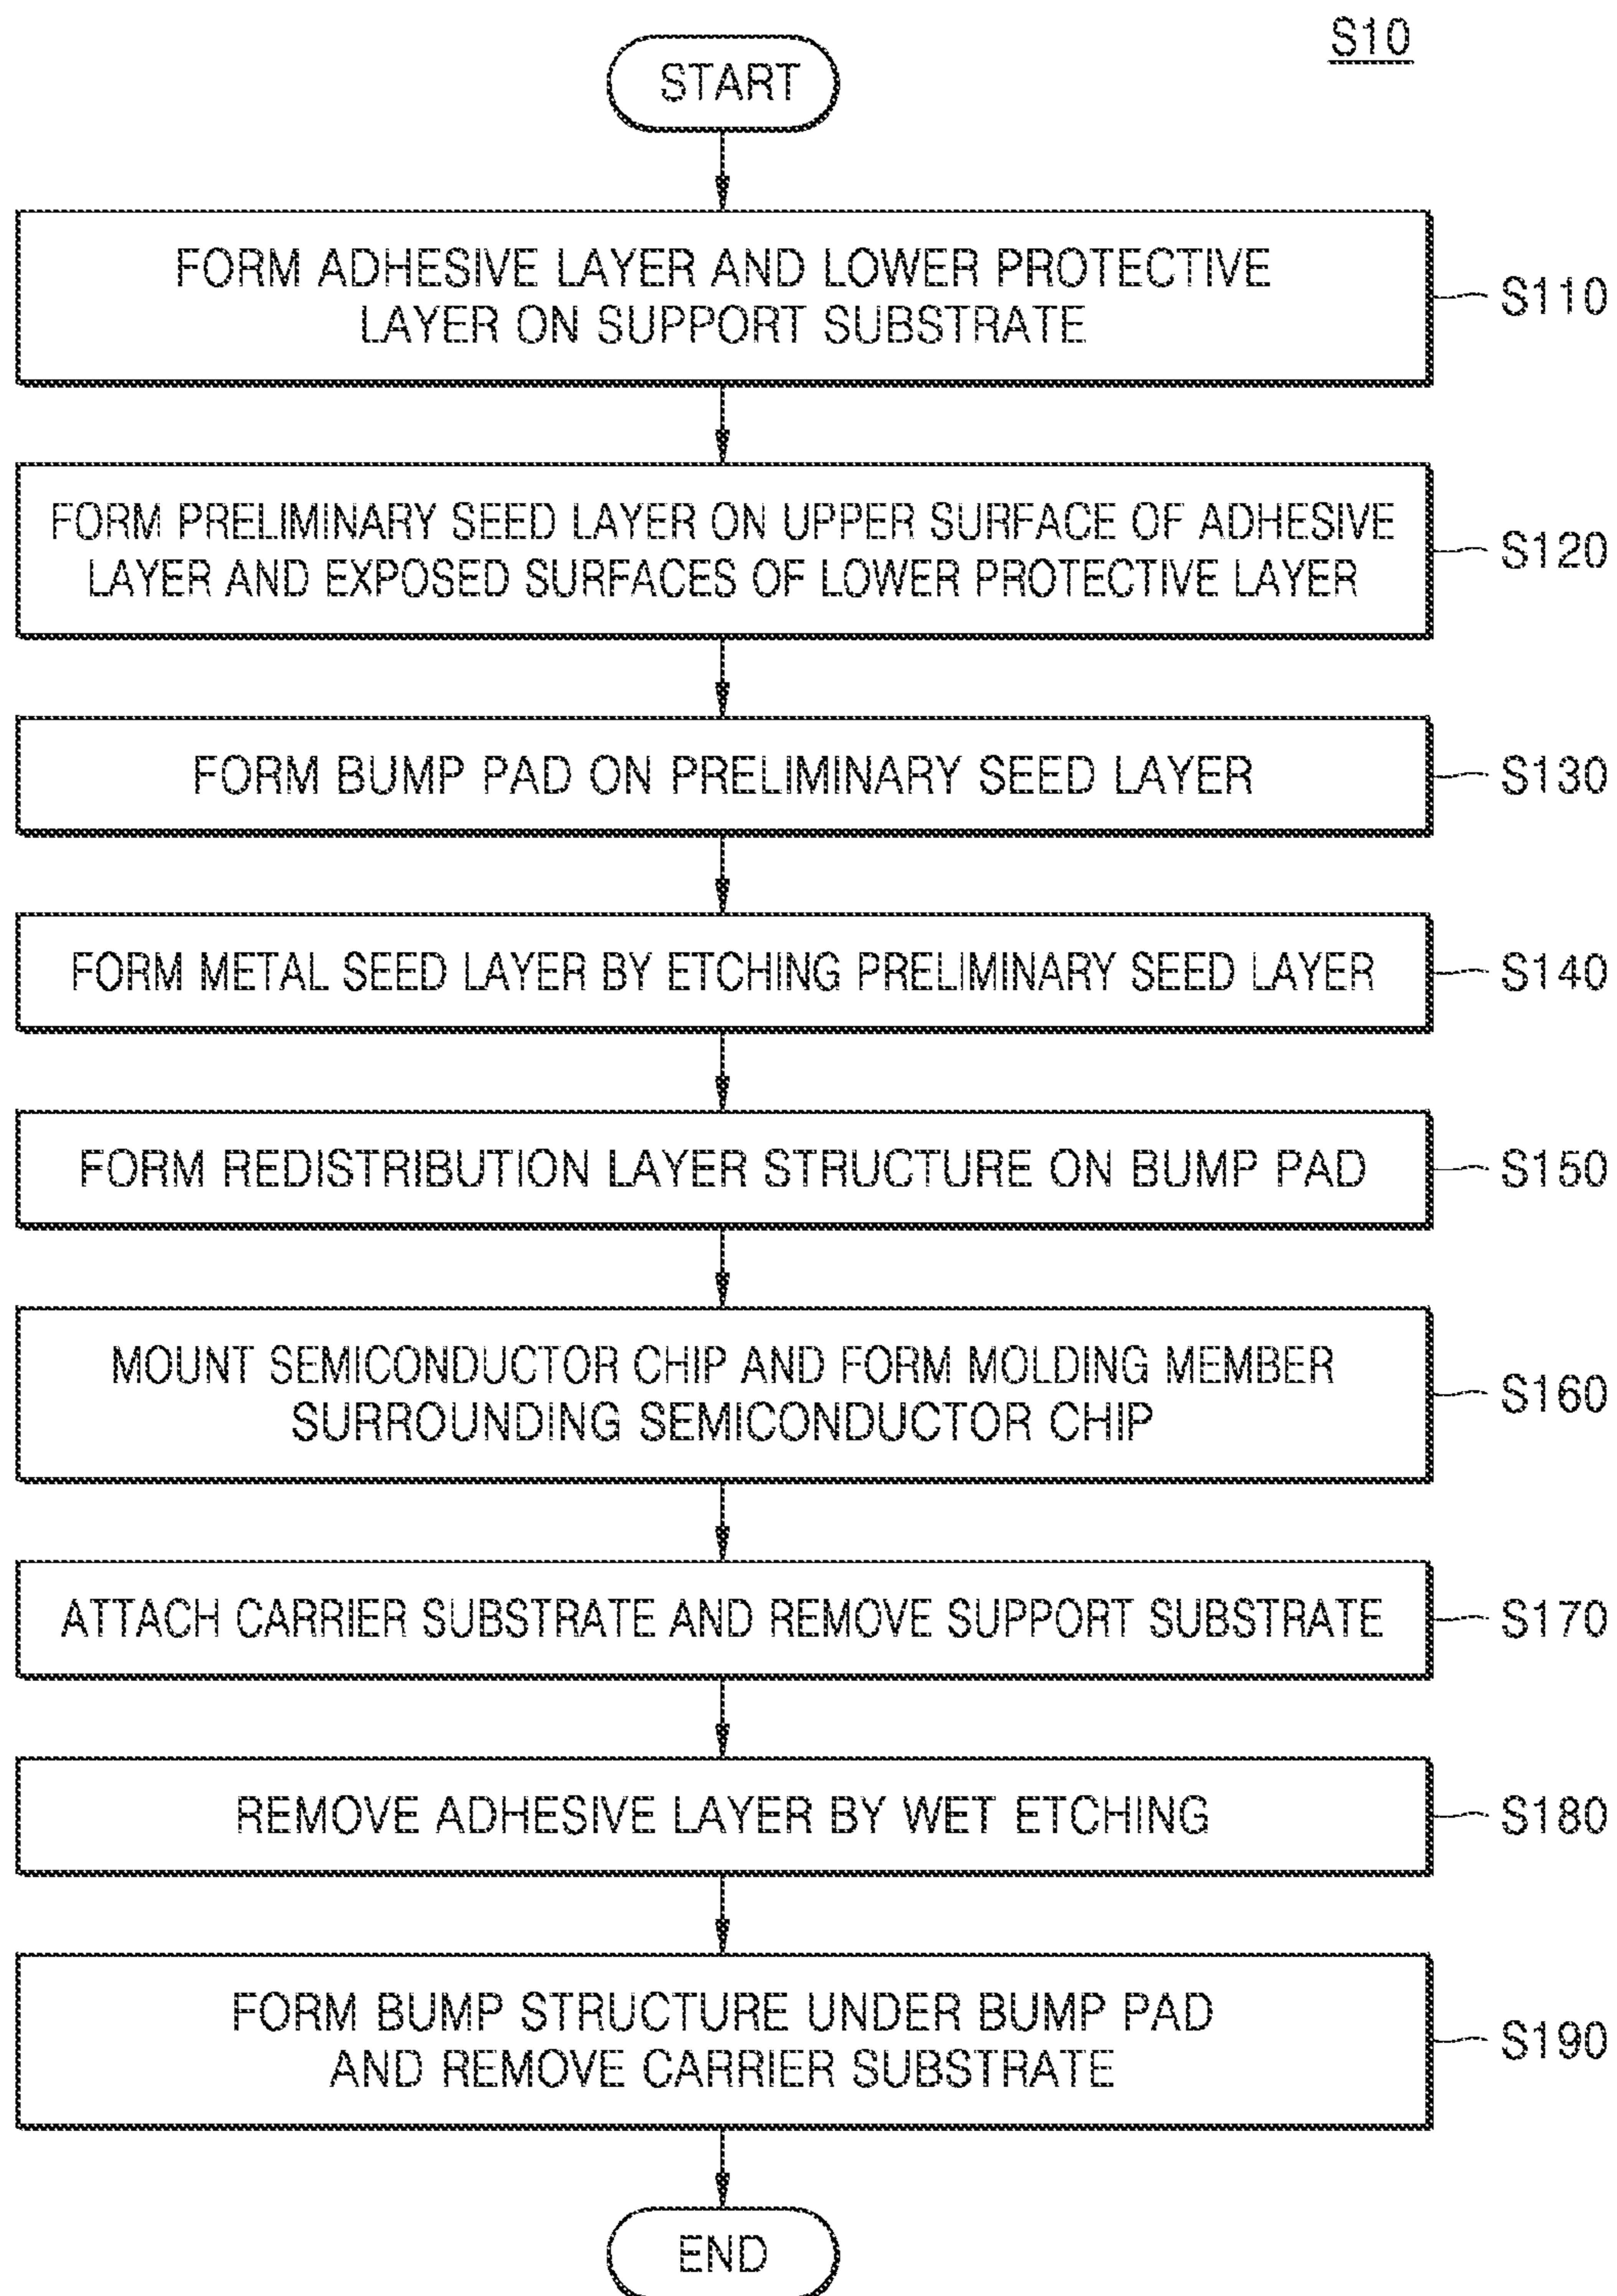 S10
START
FORM ADHESIVE LAYER AND LOWER PROTECTIVE
LAYER ON SUPPORT SUBSTRATE
S110
FORM PRELIMINARY SEED LAYER ON UPPER SURFACE OF ADHESIVE
LAYER AND EXPOSED SURFACES OF LOWER PROTECTIVE LAYER
S120
FORM BUMP PAD ON PRELIMINARY SEED LAYER
S130
FORM METAL SEED LAYER BY ETCHING PRELIMINARY SEED LAYER
S140
FORM REDISTRIBUTION LAYER STRUCTURE ON BUMP PAD
S150
MOUNT SEMICONDUCTOR CHIP AND FORM MOLDING MEMBER
SURROUNDING SEMICONDUCTOR CHIP
S160
ATTACH CARRIER SUBSTRATE AND REMOVE SUPPORT SUBSTRATE
S170
REMOVE ADHESIVE LAYER BY WET ETCHING
S180
FORM BUMP STRUCTURE UNDER BUMP PAD
AND REMOVE CARRIER SUBSTRATE
S190
END